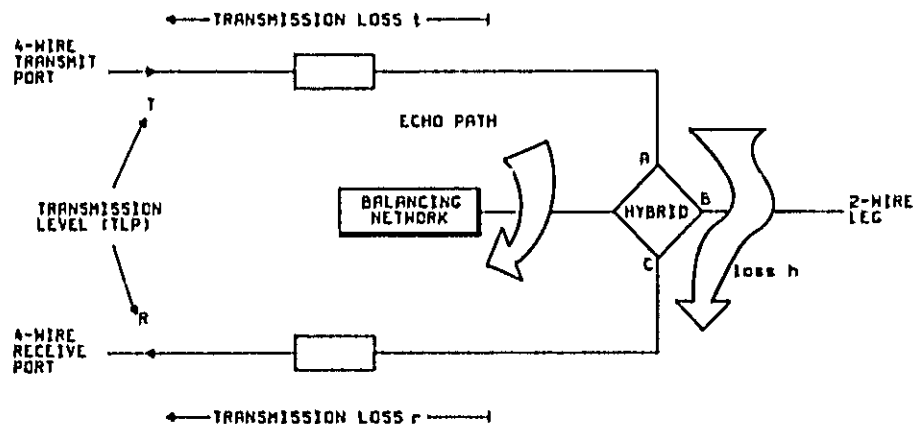 TRANSMISSION LOSS t
4-WIRE
TRANSMIT
PORT
T
ECHO PATH
A
TRANSMISSION
LEVEL (TLP)
BALANCING
NETWORK
HYBRID
B
2-WIRE
LEG
C
loss h
R
4-WIRE
RECEIVE
PORT
TRANSMISSION LOSS r